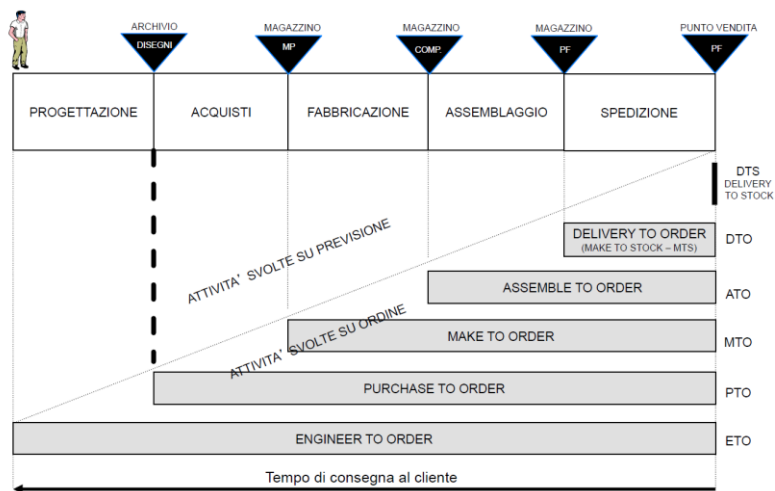 ARCHIVIO
DISEGNI
MAGAZZINO
MP
MAGAZZINO
COMP.
MAGAZZINO
PF
PUNTO VENDITA
PF
PROGETTAZIONE
ACQUISTI
FABBRICAZIONE
ASSEMBLAGGIO
SPEDIZIONE
DTS
DELIVERY
TO STOCK
ATTIVITA' SVOLTE SU PREVISIONE
DELIVERY TO ORDER
(MAKE TO STOCK – MTS)
DTO
ASSEMBLE TO ORDER
ATO
ATTIVITA' SVOLTE SU ORDINE
MAKE TO ORDER
MTO
PURCHASE TO ORDER
PTO
ENGINEER TO ORDER
ETO
Tempo di consegna al cliente